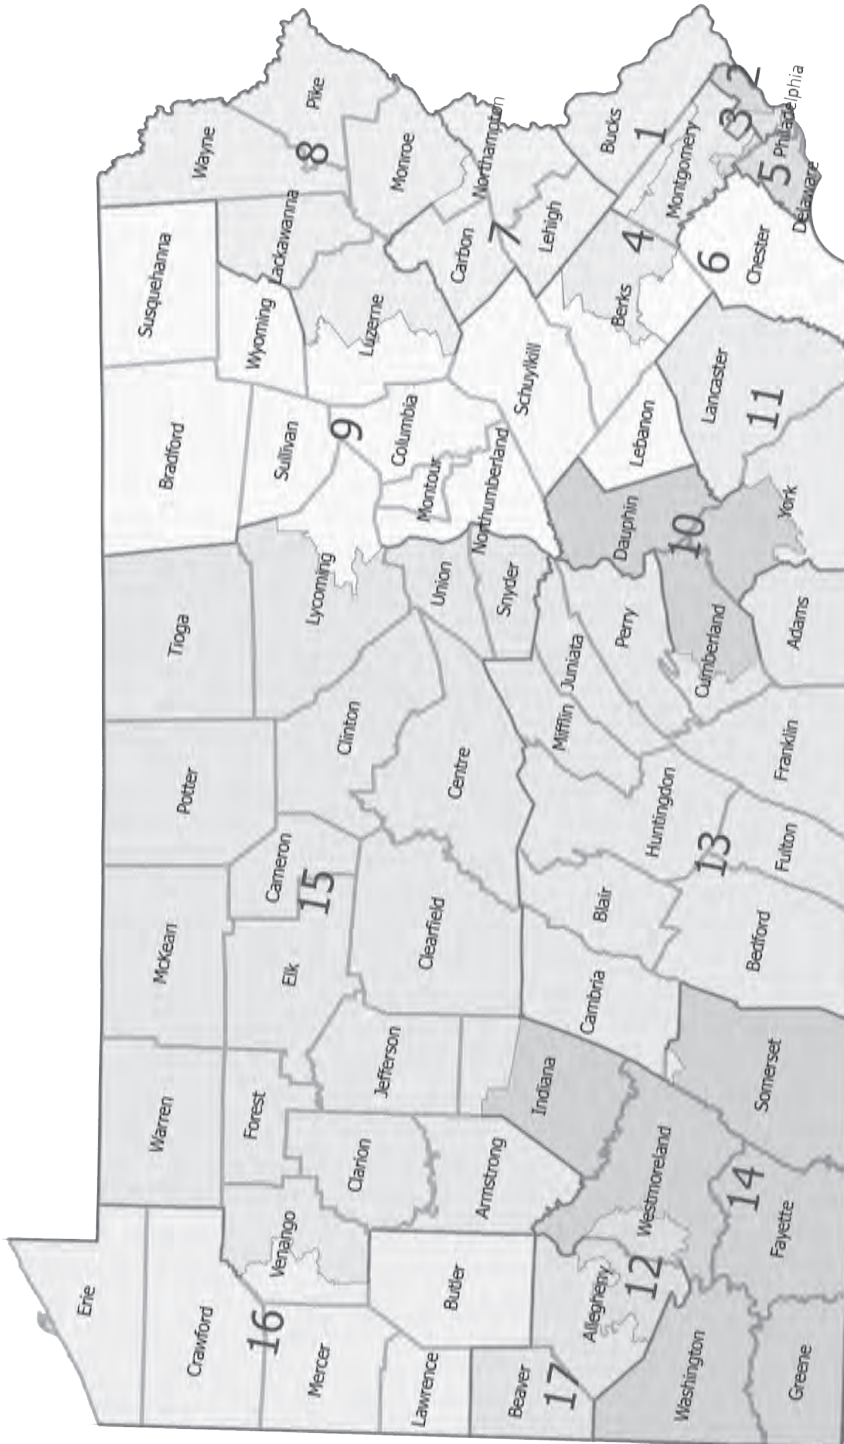 Erie
Crawford
16
Mercer
Lawrence
Beaver
17
Washington
Greene
Warren
Forest
Venango
Clarion
Butler
Armstrong
Allegheny
12
Westmoreland
14
Fayette
McKean
Elk
15
Cameron
Jefferson
Clearfield
Indiana
Cambria
Somerset
Potter
Clinton
Centre
Blair
Huntingdon
13
Bedford
Fulton
Franklin
Tioga
Lycoming
Union
Snyder
Mifflin
Juniata
Perry
Cumberland
Adams
Bradford
Sullivan
9
Columbia
Montour
Northumberland
Dauphin
10
York
Susquehanna
Wyoming
Lackawanna
Luzerne
Schuylkill
Lebanon
Lancaster
11
Wayne
Pike
8
Monroe
Carbon
Northampton
7
Lehigh
Berks
4
Bucks
1
Montgomery
6
Chester
5
Delaware
3
2
Philadelphia